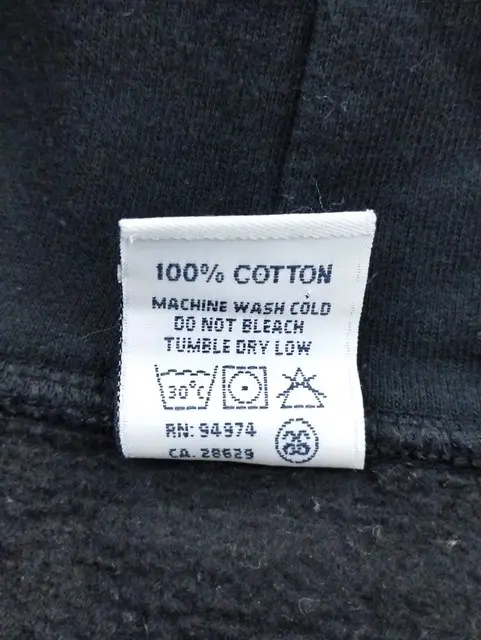 100% COTTON
MACHINE WASH COLD
DO NOT BLEACH
TUMBLE DRY LOW
30°C
RN: 94974
CA. 28629